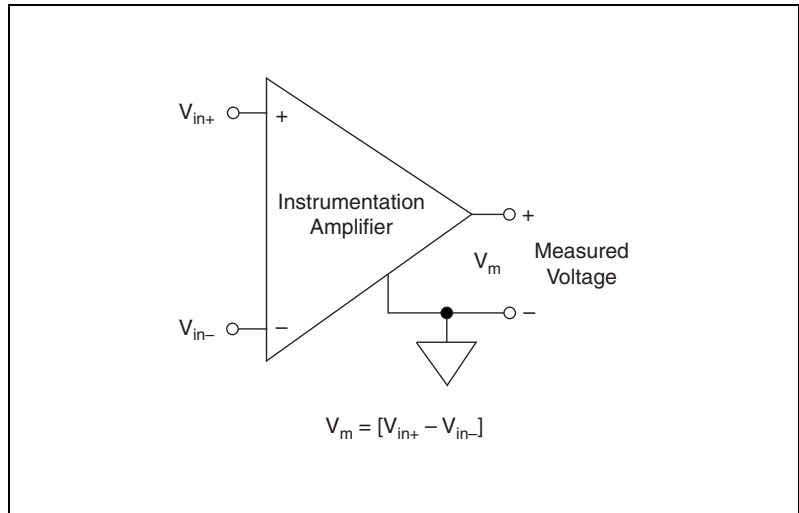 V_in+
+
Instrumentation
Amplifier
+
V_m
Measured
Voltage
V_in–
–
–
V_m = [V_in+ – V_in–]